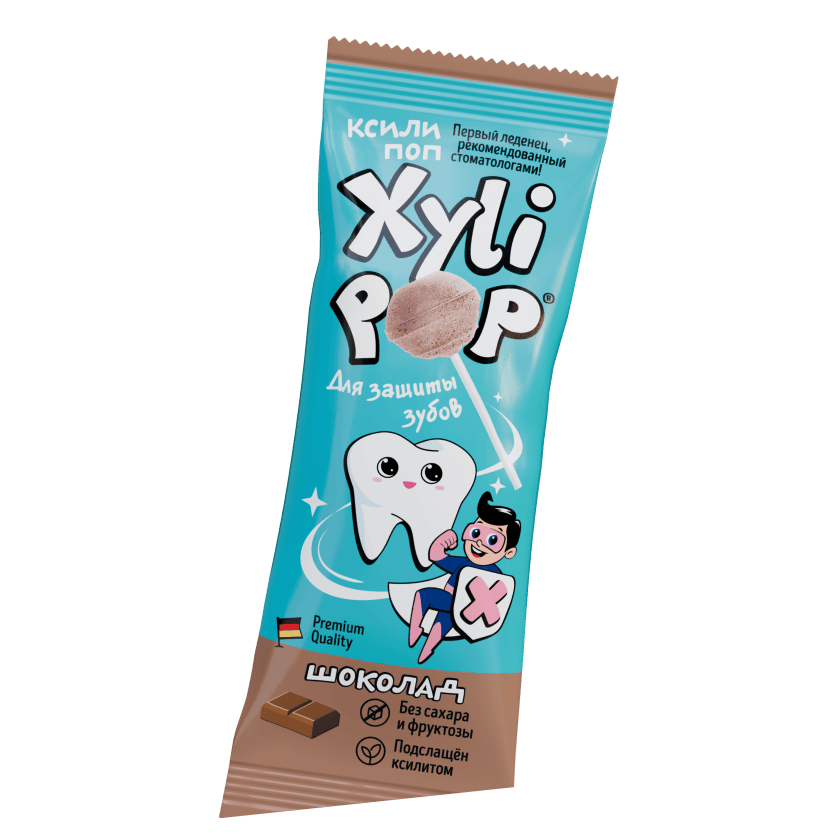 КСИЛИ
ПОП
Первый леденец,
рекомендованный
стоматологами!
Xyli
POP®
Для защиты
зубов
X
Premium
Quality
ШОКОЛАД
Без сахара
и фруктозы
Подслащён
ксилитом